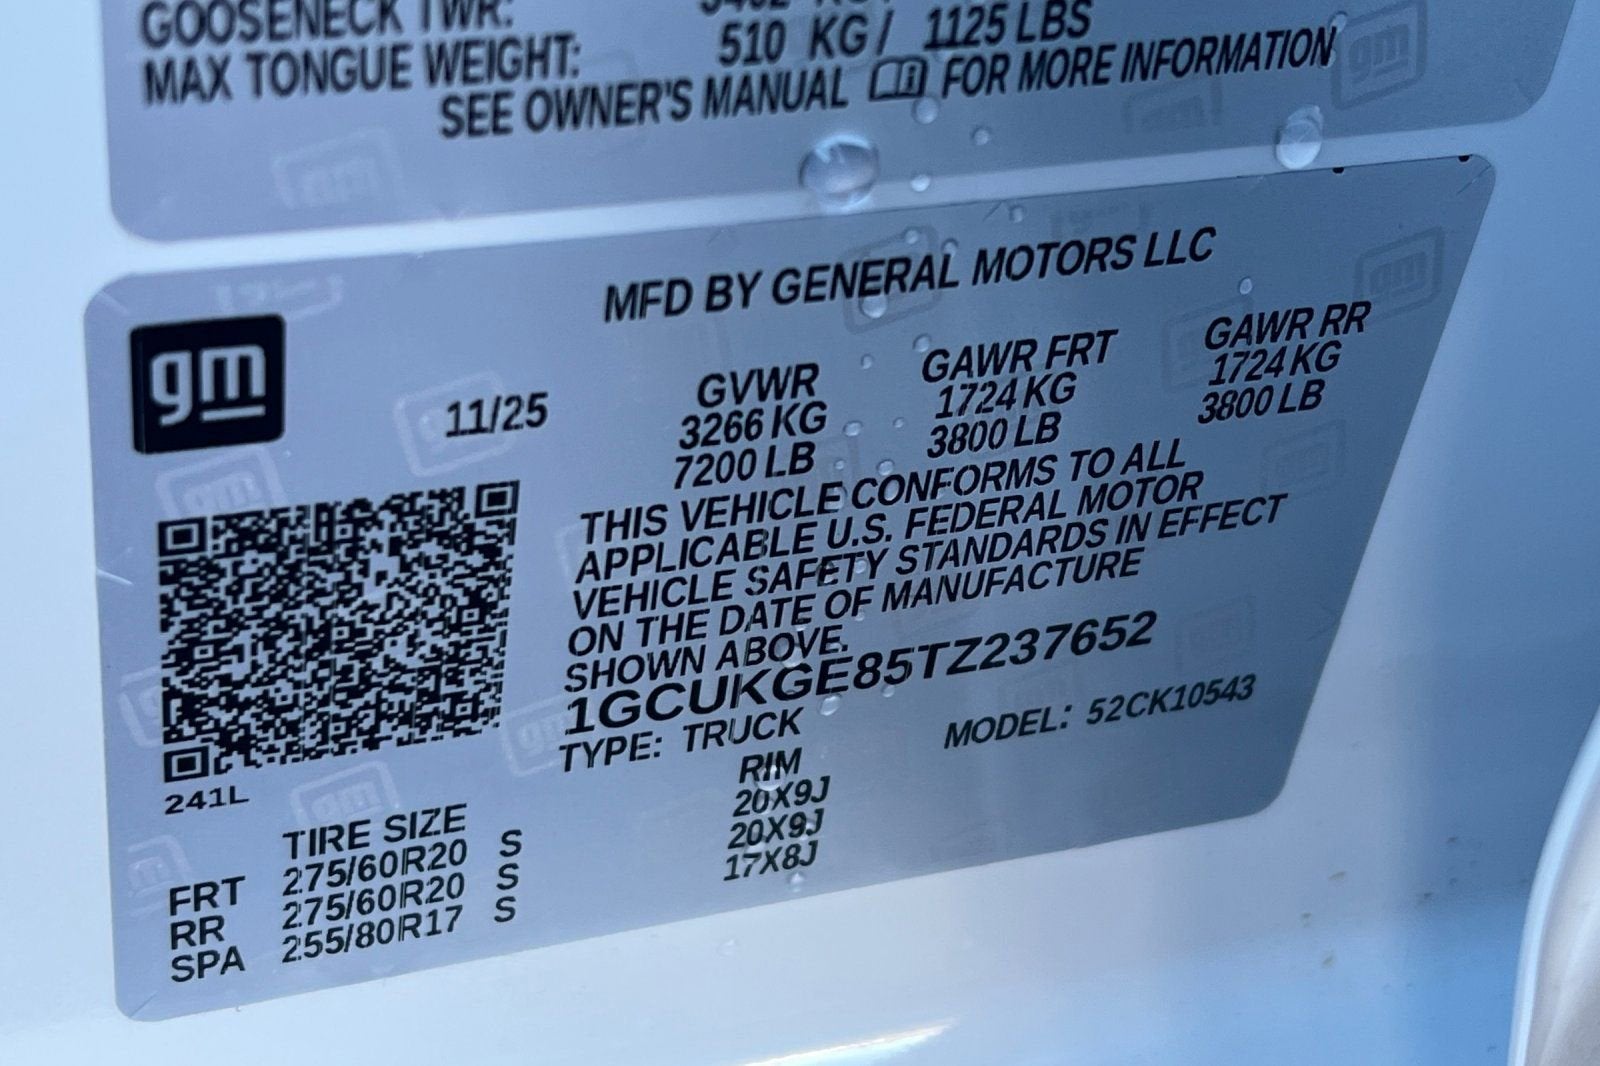 GOOSENECK TWR:
MAX TONGUE WEIGHT: 510 KG / 1125 LBS
SEE OWNER'S MANUAL FOR MORE INFORMATION
MFD BY GENERAL MOTORS LLC
gm
11/25
GVWR GAWR FRT GAWR RR
3266 KG 1724 KG 1724 KG
7200 LB 3800 LB 3800 LB
THIS VEHICLE CONFORMS TO ALL
APPLICABLE U.S. FEDERAL MOTOR
VEHICLE SAFETY STANDARDS IN EFFECT
ON THE DATE OF MANUFACTURE
SHOWN ABOVE.
1GCUKGE85TZ237652
TYPE: TRUCK MODEL: 52CK10543
241L
TIRE SIZE RIM
FRT 275/60R20 S 20X9J
RR 275/60R20 S 20X9J
SPA 255/80R17 S 17X8J